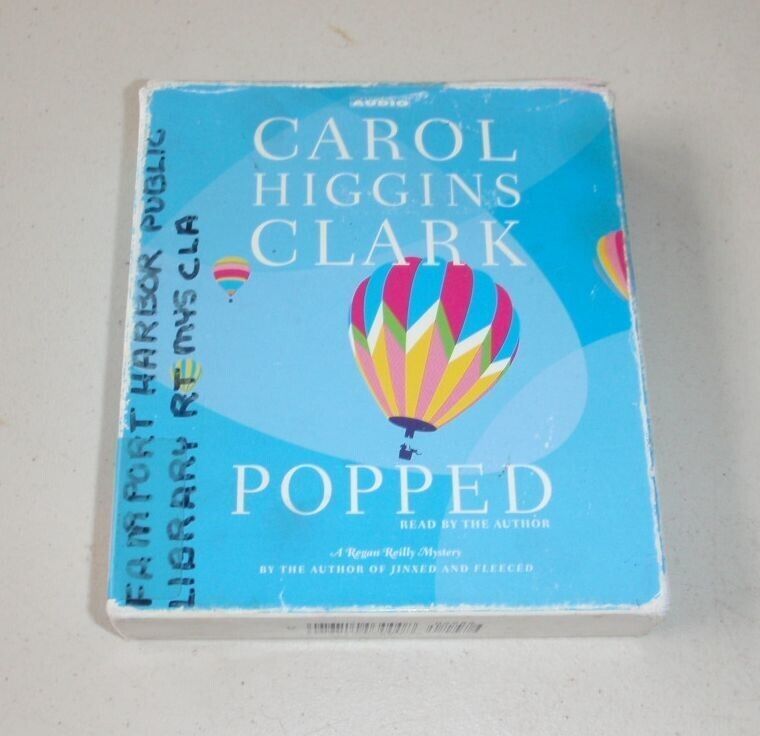 AUDIO
CAROL
HIGGINS
CLARK
POPPED
READ BY THE AUTHOR
A Regan Reilly Mystery
BY THE AUTHOR OF JINXED AND FLEECED
FAIRPORT HARBOR PUBLIC
LIBRARY RT MYS CLA